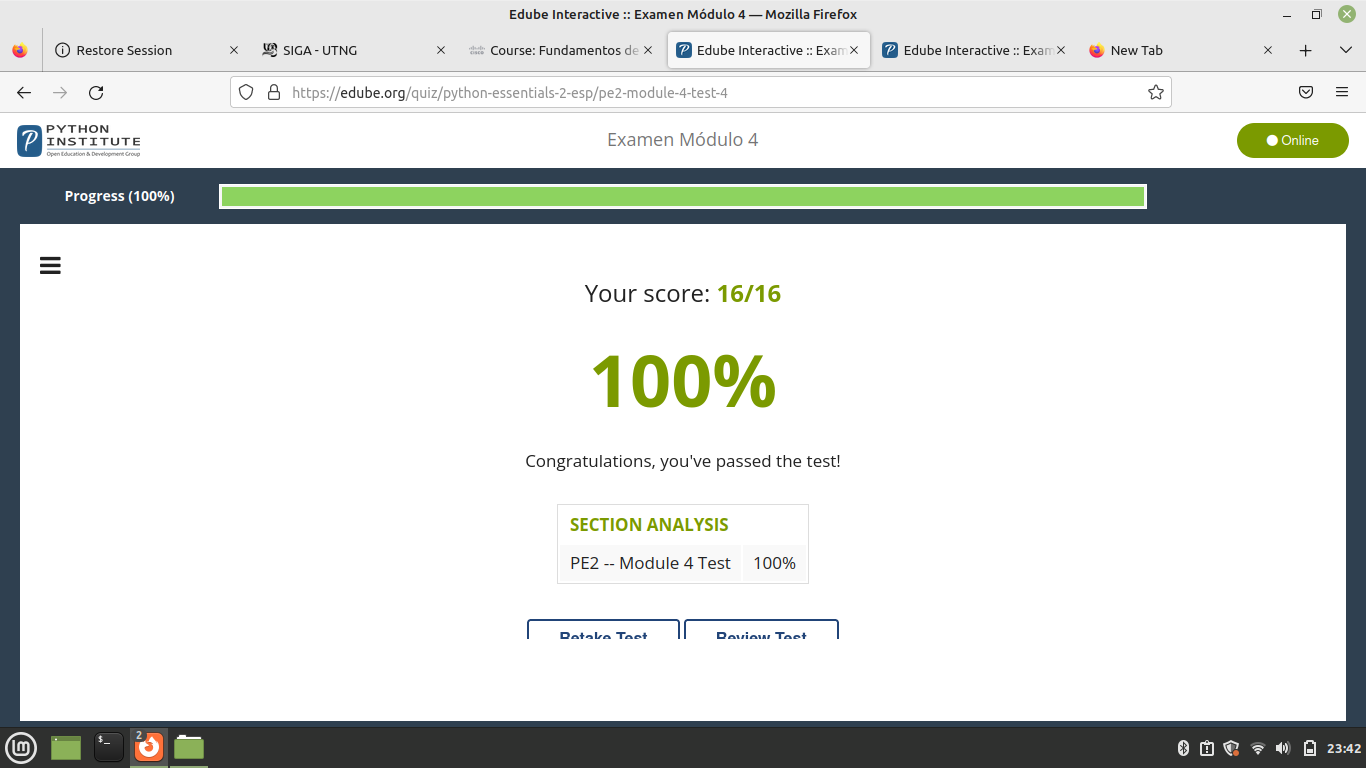 Edube Interactive :: Examen Módulo 4 — Mozilla Firefox
Restore Session
SIGA - UTNG
Course: Fundamentos de
Edube Interactive :: Exam
Edube Interactive :: Exam
New Tab
https://edube.org/quiz/python-essentials-2-esp/pe2-module-4-test-4
PYTHON
INSTITUTE
Open Education & Development Group
Examen Módulo 4
Online
Progress (100%)
Your score: 16/16
100%
Congratulations, you've passed the test!
SECTION ANALYSIS
PE2 -- Module 4 Test 100%
Retake Test Review Test
2
$_
23:42